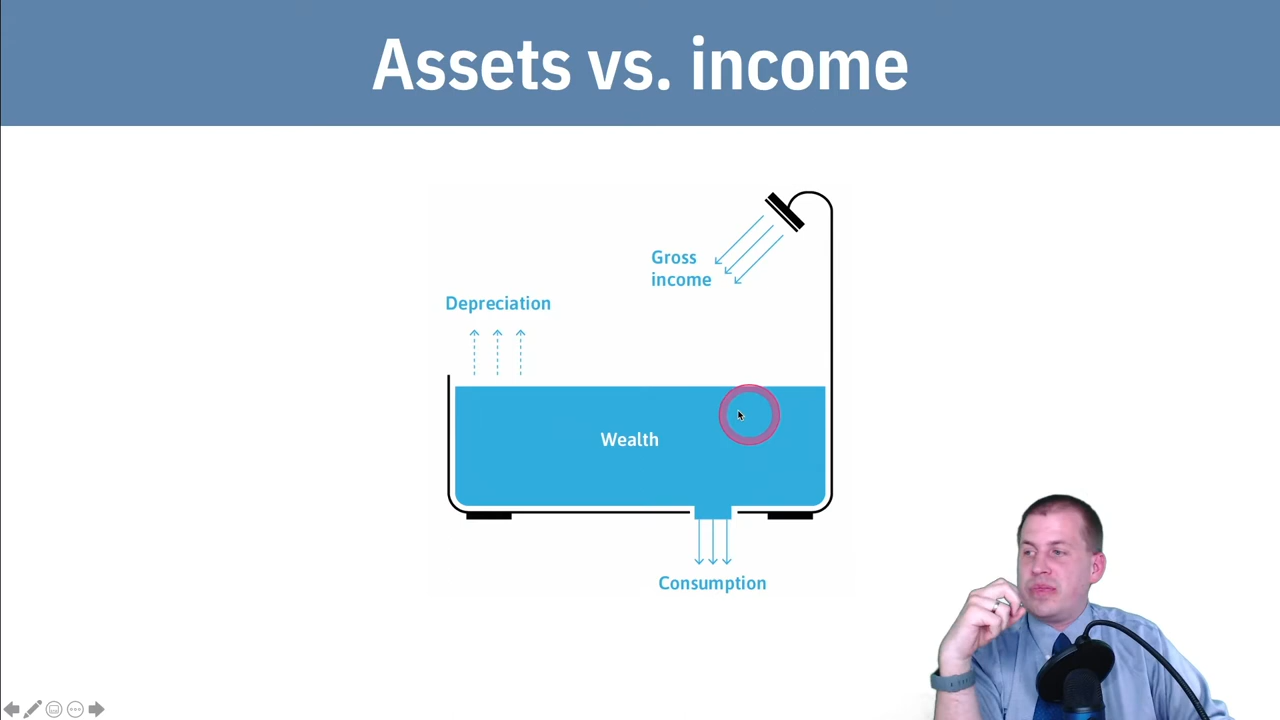 Assets vs. income
Gross
income
Depreciation
Wealth
Consumption